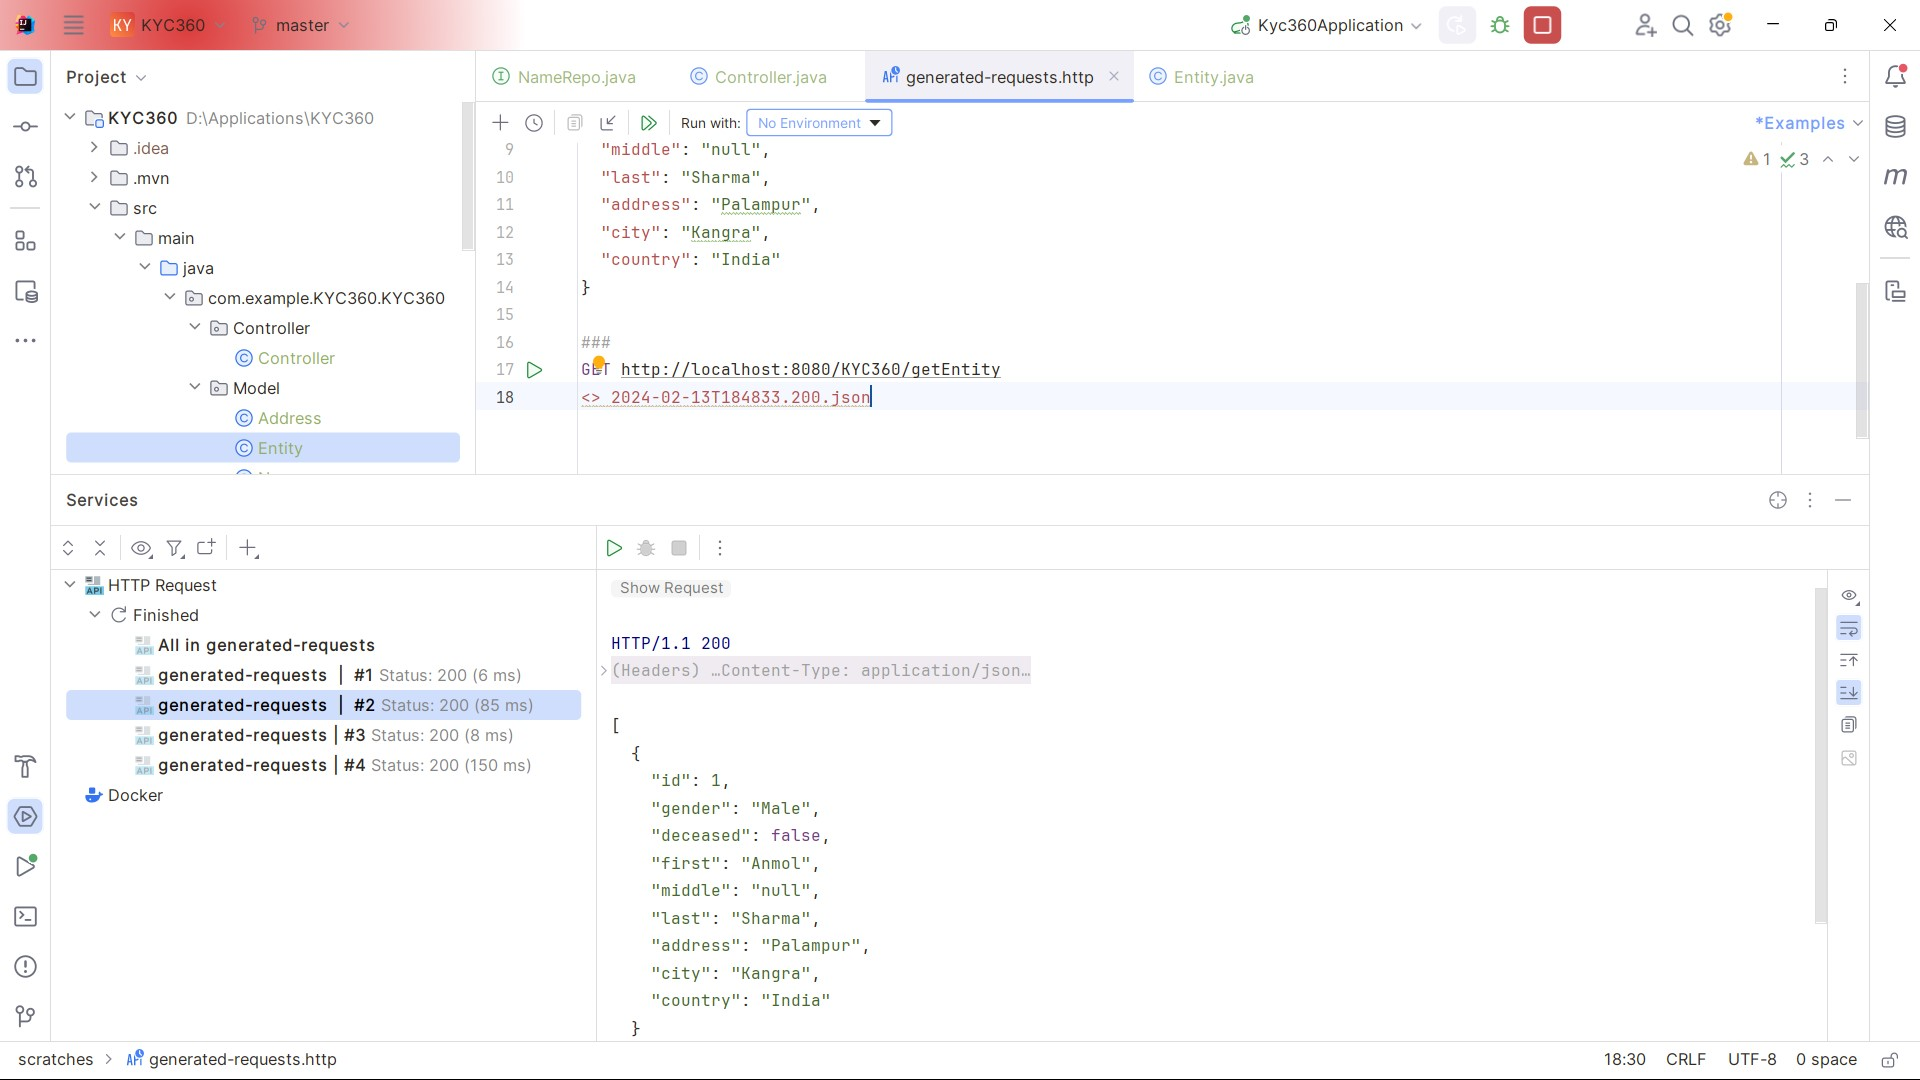 KY KYC360 master Kyc360Application
Project
NameRepo.java Controller.java generated-requests.http Entity.java
KYC360 D:\Applications\KYC360
.idea
.mvn
src
main
java
com.example.KYC360.KYC360
Controller
Controller
Model
Address
Entity
Run with: No Environment *Examples
1 3
9 "middle": "null",
10 "last": "Sharma",
11 "address": "Palampur",
12 "city": "Kangra",
13 "country": "India"
14 }
15
16 ###
17 GET http://localhost:8080/KYC360/getEntity
18 <> 2024-02-13T184833.200.json
Services
HTTP Request
Finished
All in generated-requests
generated-requests | #1 Status: 200 (6 ms)
generated-requests | #2 Status: 200 (85 ms)
generated-requests | #3 Status: 200 (8 ms)
generated-requests | #4 Status: 200 (150 ms)
Docker
Show Request
HTTP/1.1 200
(Headers) …Content-Type: application/json…
[
{
"id": 1,
"gender": "Male",
"deceased": false,
"first": "Anmol",
"middle": "null",
"last": "Sharma",
"address": "Palampur",
"city": "Kangra",
"country": "India"
}
scratches > generated-requests.http 18:30 CRLF UTF-8 0 space